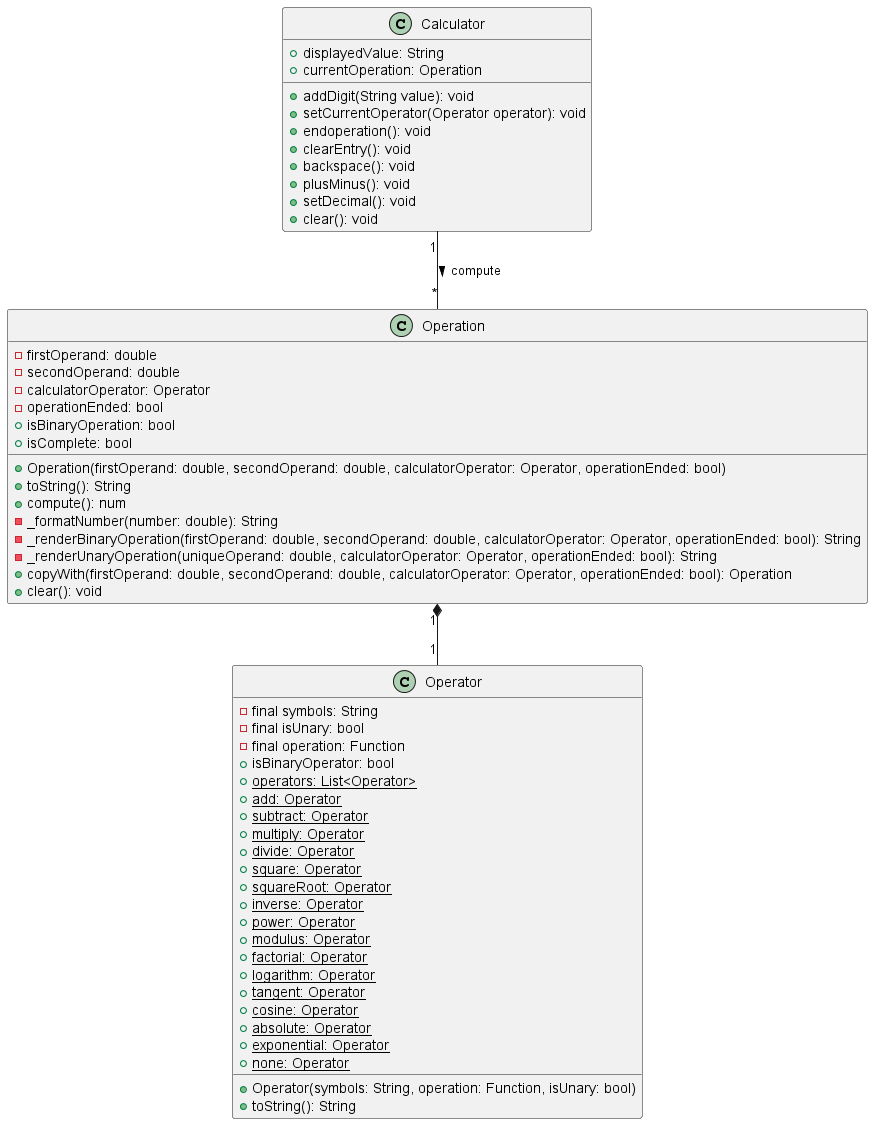 C Calculator
displayedValue: String
currentOperation: Operation
addDigit(String value): void
setCurrentOperator(Operator operator): void
endoperation(): void
clearEntry(): void
backspace(): void
plusMinus(): void
setDecimal(): void
clear(): void
1
compute
*
C Operation
firstOperand: double
secondOperand: double
calculatorOperator: Operator
operationEnded: bool
isBinaryOperation: bool
isComplete: bool
Operation(firstOperand: double, secondOperand: double, calculatorOperator: Operator, operationEnded: bool)
toString(): String
compute(): num
_formatNumber(number: double): String
_renderBinaryOperation(firstOperand: double, secondOperand: double, calculatorOperator: Operator, operationEnded: bool): String
_renderUnaryOperation(uniqueOperand: double, calculatorOperator: Operator, operationEnded: bool): String
copyWith(firstOperand: double, secondOperand: double, calculatorOperator: Operator, operationEnded: bool): Operation
clear(): void
1
1
C Operator
final symbols: String
final isUnary: bool
final operation: Function
isBinaryOperator: bool
operators: List<Operator>
add: Operator
subtract: Operator
multiply: Operator
divide: Operator
square: Operator
squareRoot: Operator
inverse: Operator
power: Operator
modulus: Operator
factorial: Operator
logarithm: Operator
tangent: Operator
cosine: Operator
absolute: Operator
exponential: Operator
none: Operator
Operator(symbols: String, operation: Function, isUnary: bool)
toString(): String